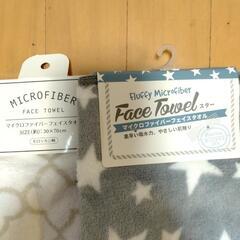 MICROFIBER
FACE TOWEL
マイクロファイバーフェイスタオル
SIZE(約):30×70cm
Fluffy Microfiber
Face Towel
スター
マイクロファイバーフェイスタオル
素早い吸水力、やさしい肌触り